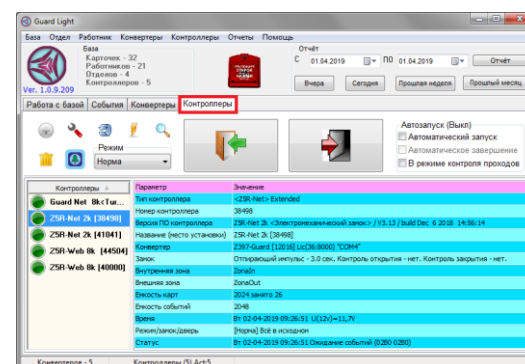 Guard Light
База Отдел Работник Конвертеры Контроллеры Отчеты Помощь
База
Карточек - 32
Работников - 21
Отделов - 4
Контроллеров - 5
Ver. 1.0.9.209
Отчёт
С 01.04.2019 ПО 01.04.2019 Отчёт
Вчера Сегодня Прошлая неделя Прошлый месяц
Работа с базой События Конвертеры Контроллеры
Режим
Норма
Автозапуск (Выкл)
Автоматический запуск
Автоматическое завершение
В режиме контроля проходов
Контроллеры
Guard Net 8k<Tur...
Z5R-Net 2k [38498]
Z5R-Net 2k [41041]
Z5R-Web 8k [44504]
Z5R-Web 8k [40000]
Параметр Значение
Тип контроллера <Z5R-Net> Extended
Номер контроллера 38498
Версия ПО контроллера Z5R-Net 2k <Электромеханический замок> / V3.13 / build Dec 6 2018 14:56:14
Название (место установки) Z5R-Net 2k [38498]
Конвертер Z397-Guard [12016] Lic(36:8000) "COM4"
Замок Отпирающий импульс - 3.0 сек. Контроль открытия - нет. Контроль закрытия - нет.
Внутренняя зона ZonaIn
Внешняя зона ZonaOut
Емкость карт 2024 занято 26
Емкость событий 2048
Время Вт 02-04-2019 09:26:51 U(12v)=11,7V
Режим/замок/дверь [Норма] Всё в исходном
Статус Вт 02-04-2019 09:26:51 Ожидание событий (02B0 02B0)
Конвертеров - 5 Контроллеры (5) Act:5